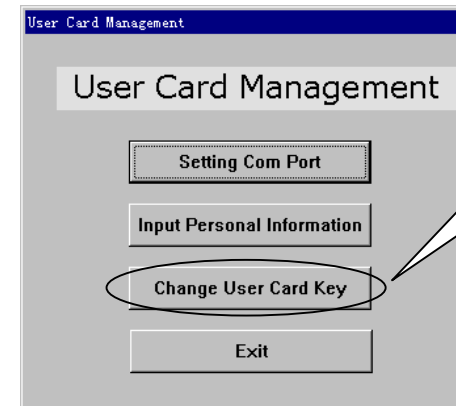 User Card Management
User Card Management
Setting Com Port
Input Personal Information
Change User Card Key
Exit